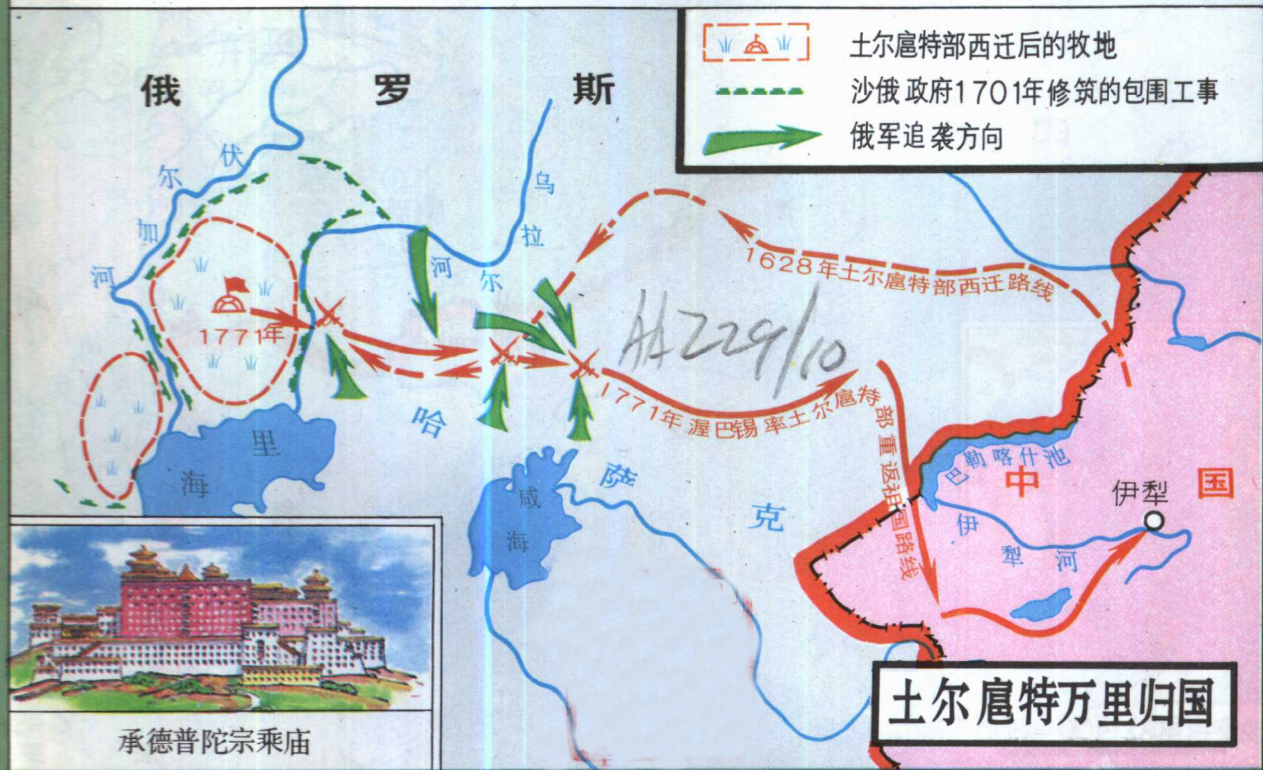 土尔扈特部西迁后的牧地
沙俄政府1701年修筑的包围工事
俄军追袭方向
俄罗斯
伏尔加河
乌拉尔河
1628年土尔扈特部西迁路线
1771年
AA Z229/10
1771年渥巴锡率土尔扈特部重返祖国路线
哈萨克
里海
咸海
巴勒喀什池
中国
伊犁
伊犁河
土尔扈特万里归国
承德普陀宗乘庙